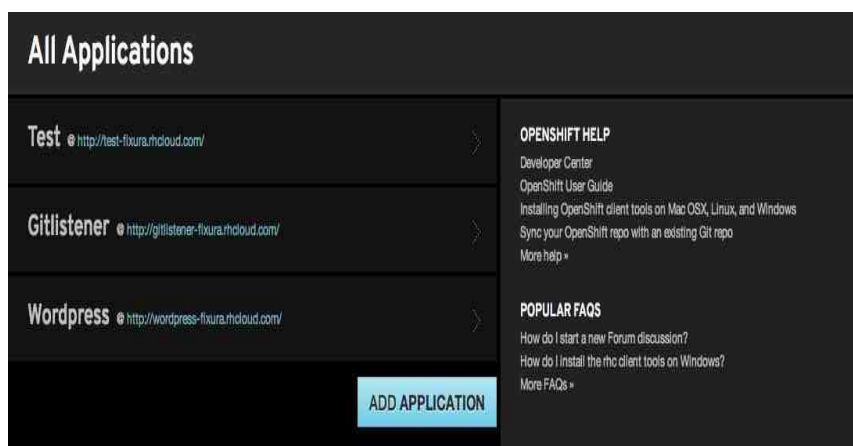 All Applications
Test @ http://test-fixura.rhcloud.com/
Gitlistener @ http://gitlistener-fixura.rhcloud.com/
Wordpress @ http://wordpress-fixura.rhcloud.com/
ADD APPLICATION
OPENSHIFT HELP
Developer Center
OpenShift User Guide
Installing OpenShift client tools on Mac OSX, Linux, and Windows
Sync your OpenShift repo with an existing Git repo
More help »
POPULAR FAQS
How do I start a new Forum discussion?
How do I install the rhc client tools on Windows?
More FAQs »